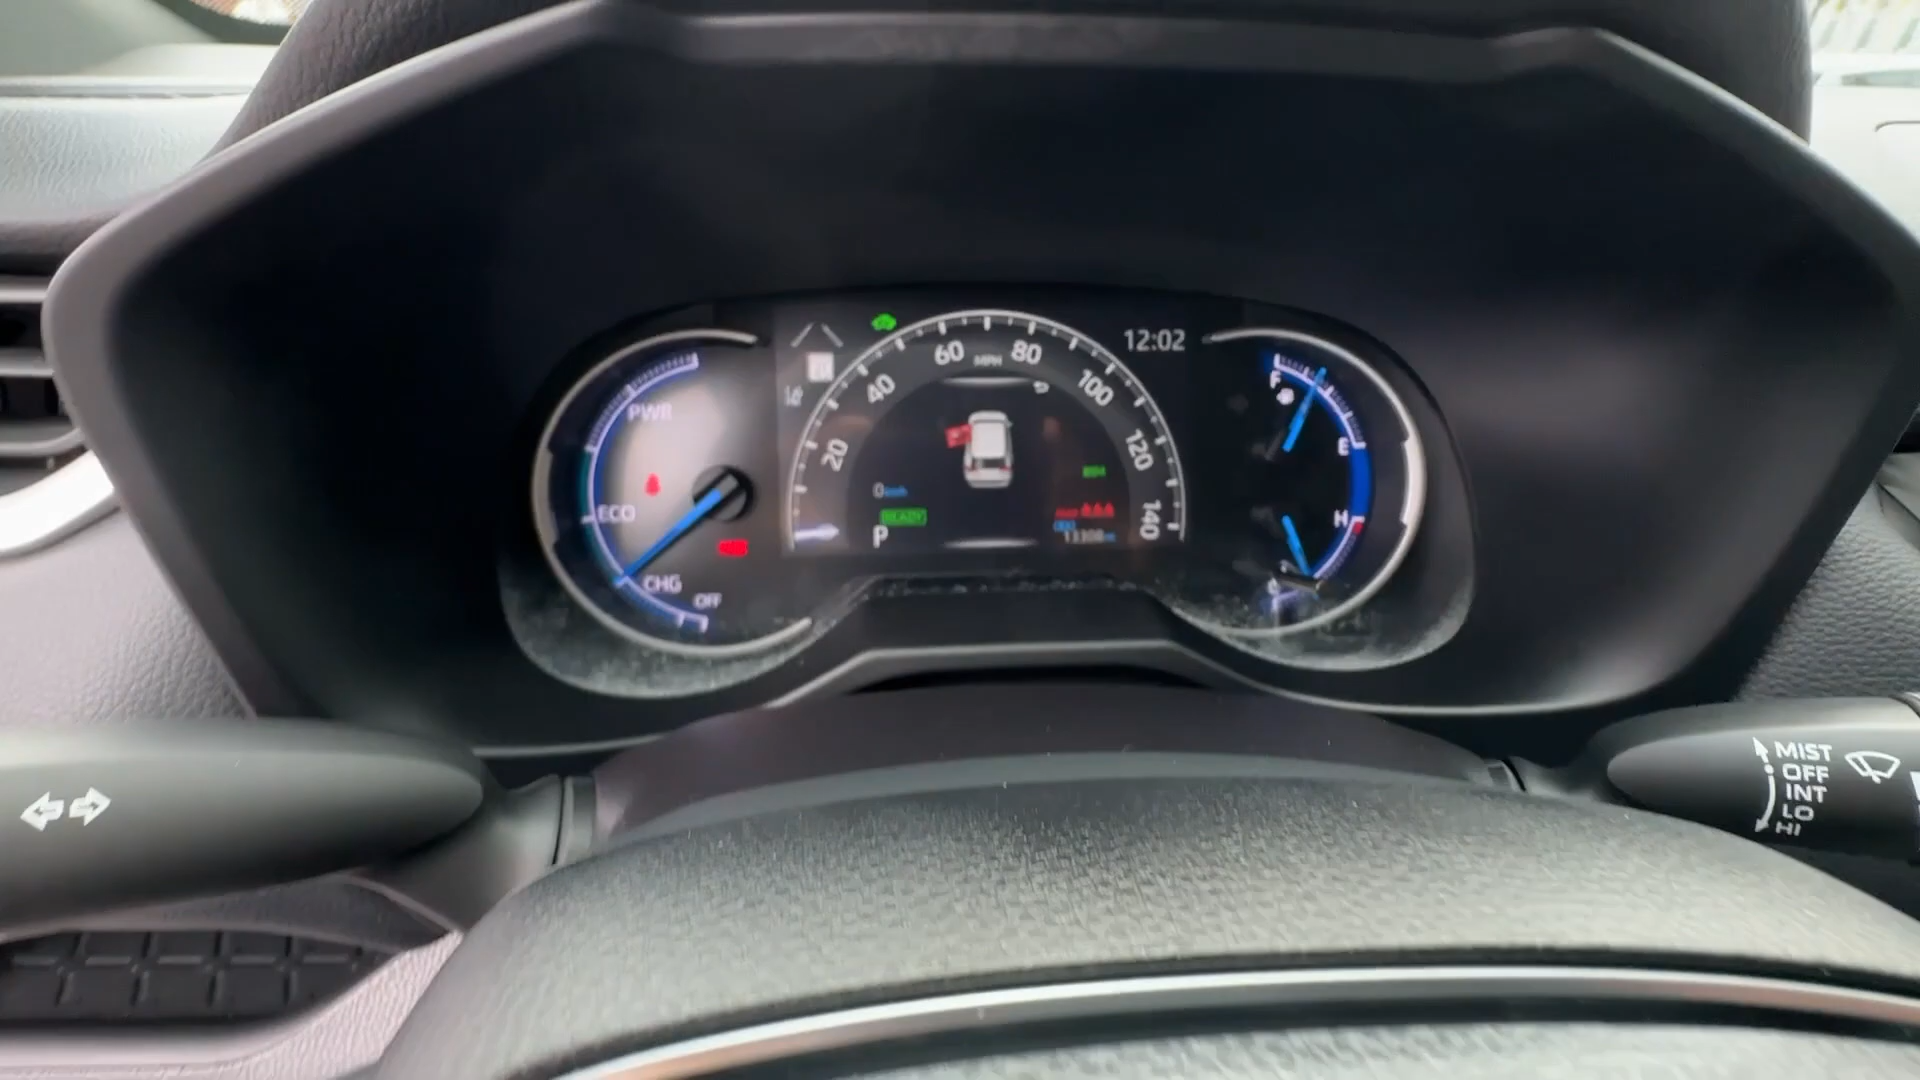 12:02
60 MPH 80
40 100
20 120
140
PWR
ECO
CHG
OFF
F
E
H
READY
P
MIST
OFF
INT
LO
HI